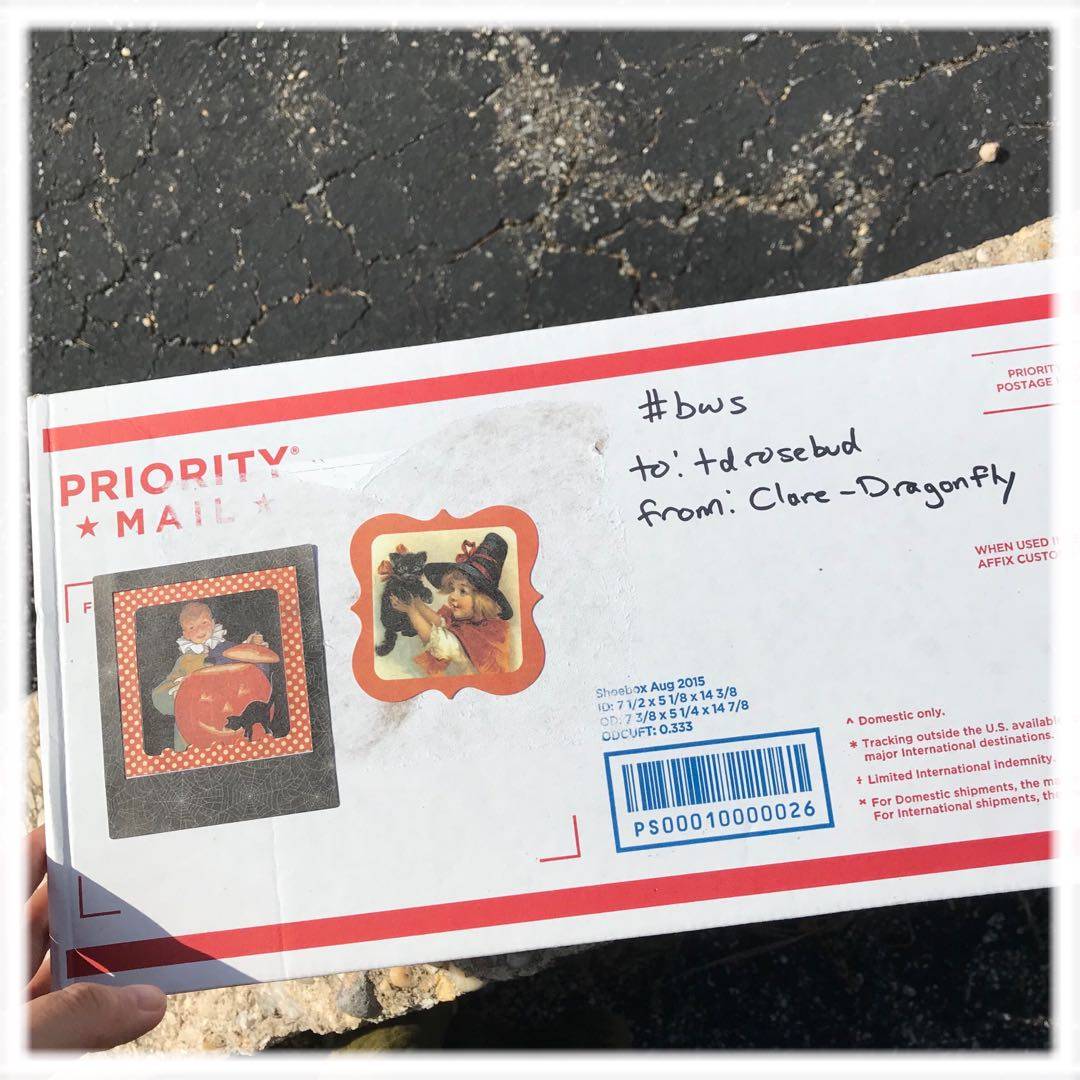 #bws
to: tdrosebud
from: Clare-Dragonfly
PRIORIT
POSTAGE
PRIORITY®
★ MAIL ★
F
WHEN USED I
AFFIX CUSTO
Shoebox Aug 2015
ID: 7 1/2 x 5 1/8 x 14 3/8
OD: 7 3/8 x 5 1/4 x 14 7/8
ODCUFT: 0.333
PS00010000026
^ Domestic only.
* Tracking outside the U.S. availabl
major International destinations.
+ Limited International indemnity.
× For Domestic shipments, the ma
For International shipments, th